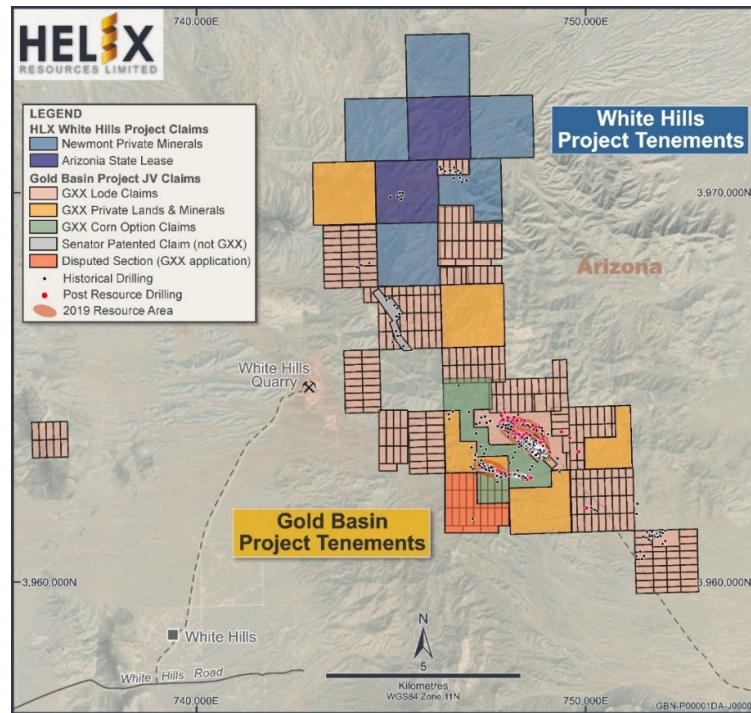 740,000E
750,000E
HELIX
RESOURCES LIMITED
LEGEND
HLX White Hills Project Claims
Newmont Private Minerals
Arizonia State Lease
Gold Basin Project JV Claims
GXX Lode Claims
GXX Private Lands & Minerals
GXX Corn Option Claims
Senator Patented Claim (not GXX)
Disputed Section (GXX application)
Historical Drilling
Post Resource Drilling
2019 Resource Area
White Hills
Project Tenements
3,970,000N
Arizona
White Hills
Quarry
Gold Basin
Project Tenements
3,960,000N
3,960,000N
White Hills
White Hills Road
N
5
Kilometres
WGS84 Zone 11N
740,000E
750,000E